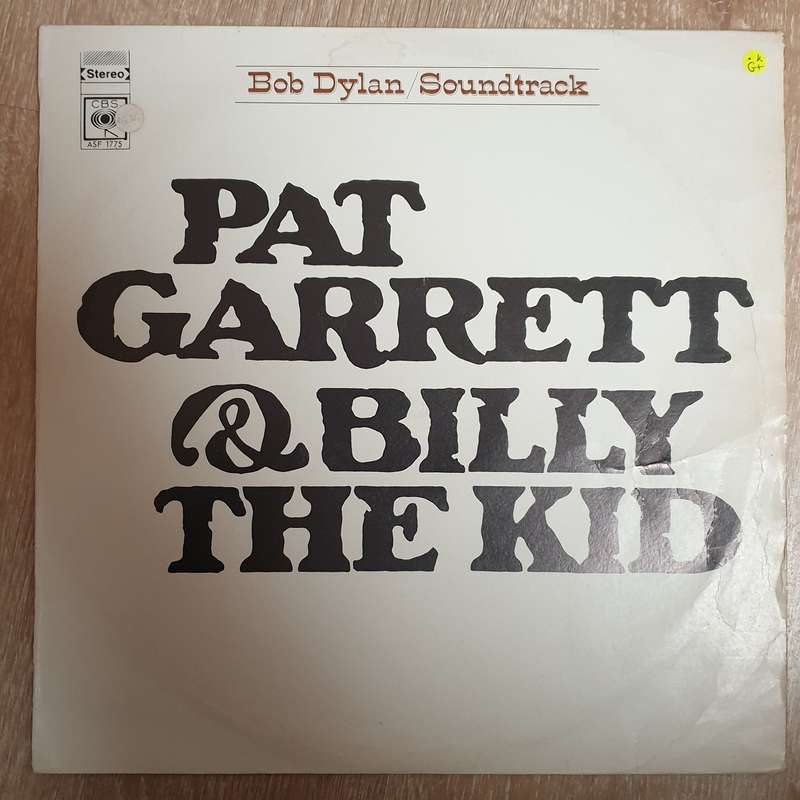 Stereo
CBS
ASF 1775
Bob Dylan/Soundtrack
PAT
GARRETT
& BILLY
THE KID
G+